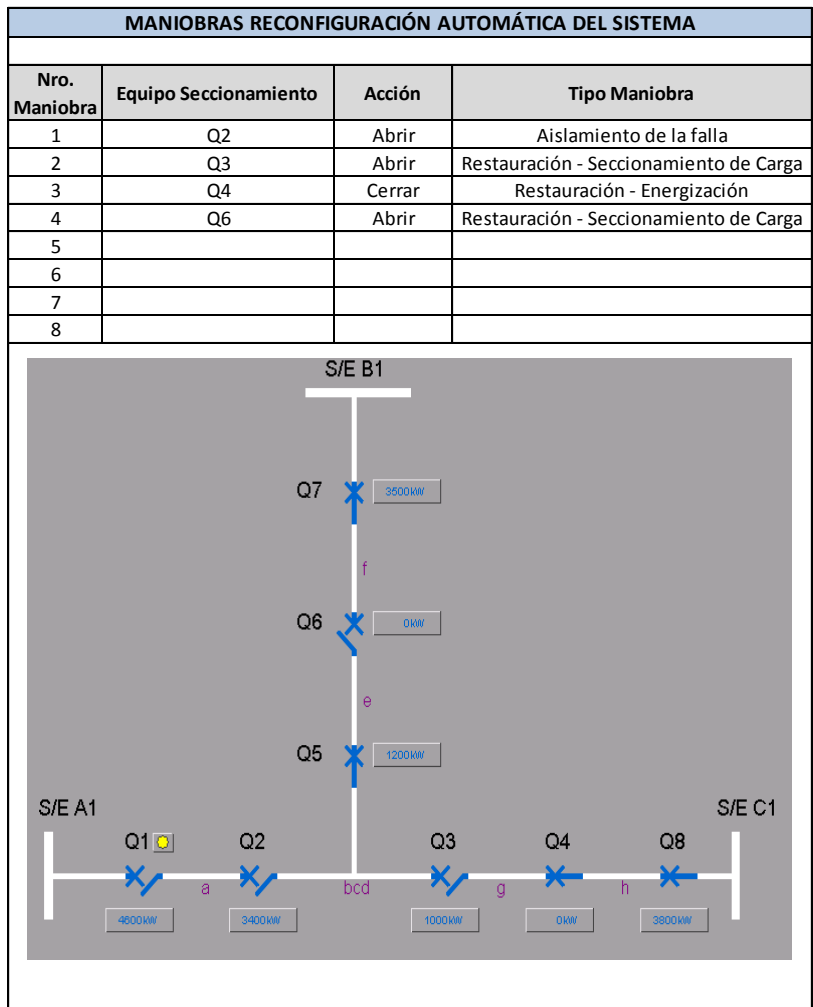 MANIOBRAS RECONFIGURACIÓN AUTOMÁTICA DEL SISTEMA
Nro. Maniobra Equipo Seccionamiento Acción Tipo Maniobra
1 Q2 Abrir Aislamiento de la falla
2 Q3 Abrir Restauración - Seccionamiento de Carga
3 Q4 Cerrar Restauración - Energización
4 Q6 Abrir Restauración - Seccionamiento de Carga
5
6
7
8
S/E B1
Q7 3500kW
f
Q6 0kW
e
Q5 1200kW
S/E A1 S/E C1
Q1 Q2 Q3 Q4 Q8
a bcd g h
4600kW 3400kW 1000kW 0kW 3800kW